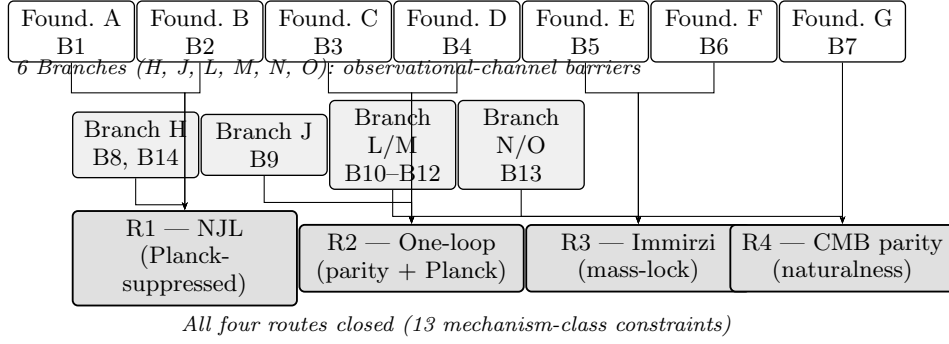 Found. A
B1
Found. B
B2
Found. C
B3
Found. D
B4
Found. E
B5
Found. F
B6
Found. G
B7
6 Branches (H, J, L, M, N, O): observational-channel barriers
Branch H
B8, B14
Branch J
B9
Branch
L/M
B10–B12
Branch
N/O
B13
R1 — NJL
(Planck-
suppressed)
R2 — One-loop
(parity + Planck)
R3 — Immirzi
(mass-lock)
R4 — CMB parity
(naturalness)
All four routes closed (13 mechanism-class constraints)